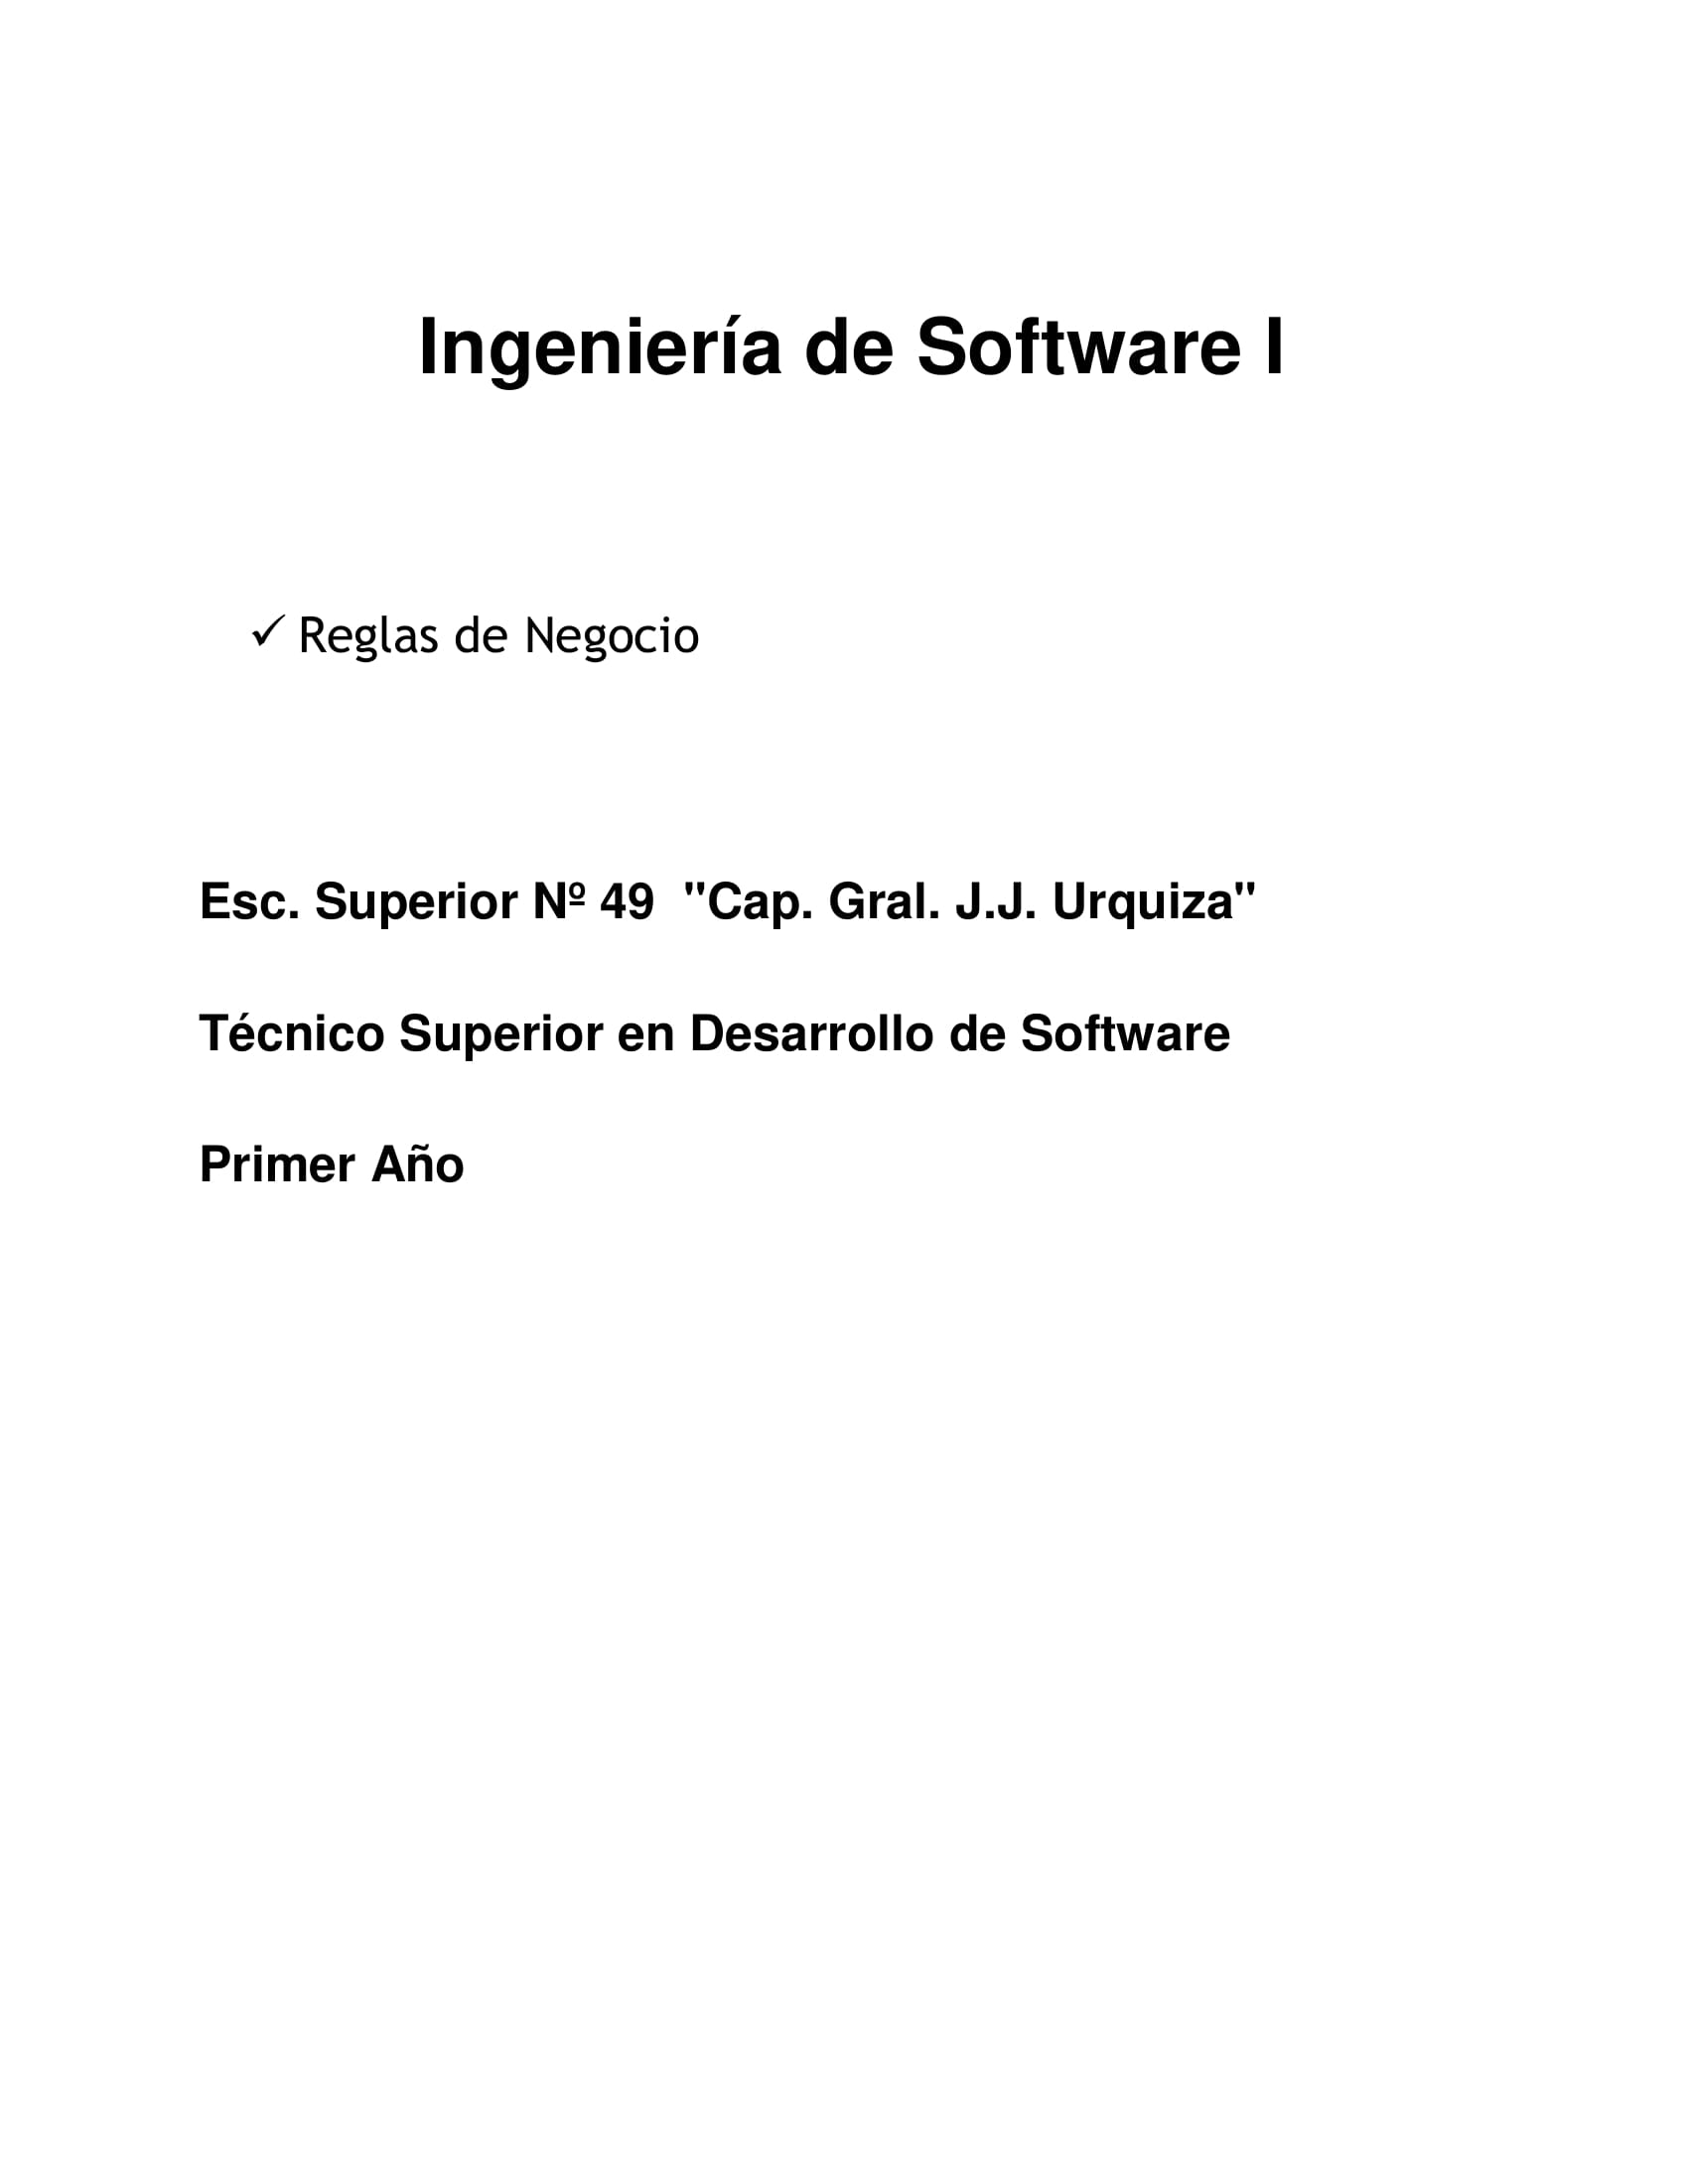 Ingeniería de Software I
✓ Reglas de Negocio
Esc. Superior Nº 49 "Cap. Gral. J.J. Urquiza"
Técnico Superior en Desarrollo de Software
Primer Año